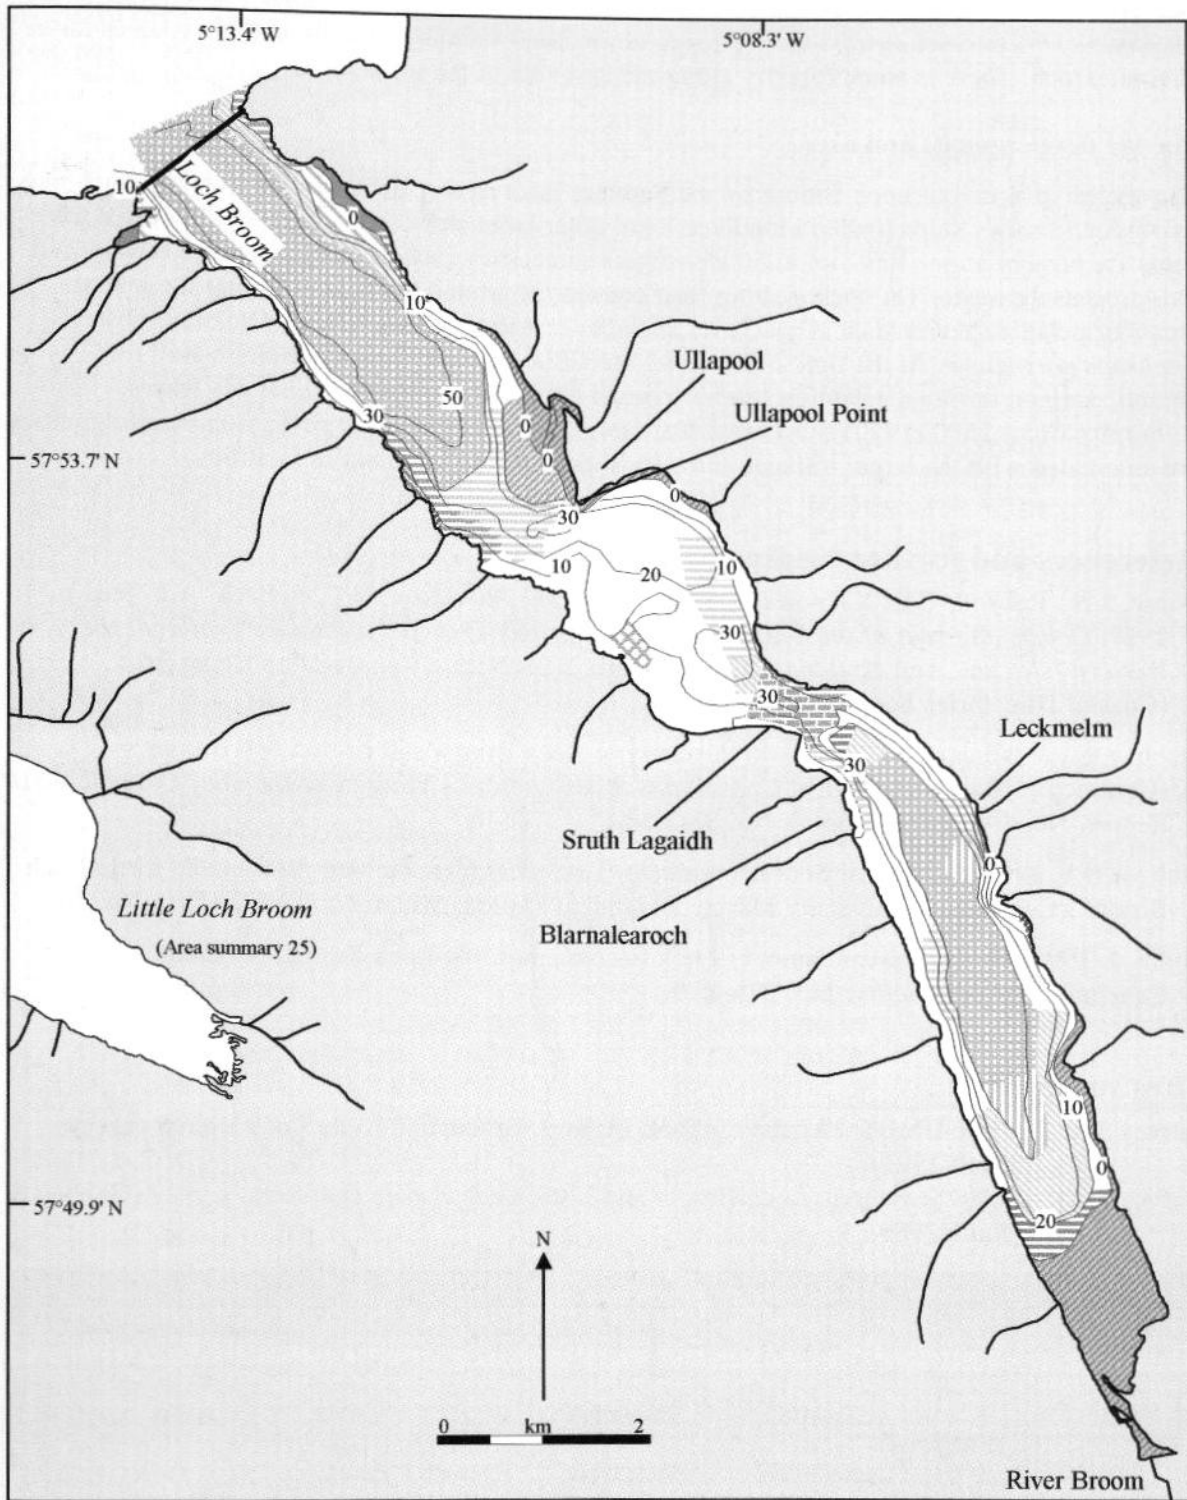 5°13.4' W
5°08.3' W
Loch Broom
10
0
10
Ullapool
50
Ullapool Point
30
0
57°53.7' N
0
0
30
10
20
10
30
30
Leckmelm
30
Sruth Lagaidh
0
Little Loch Broom
(Area summary 25)
Blarnalearoch
10
0
57°49.9' N
20
N
0 km 2
River Broom